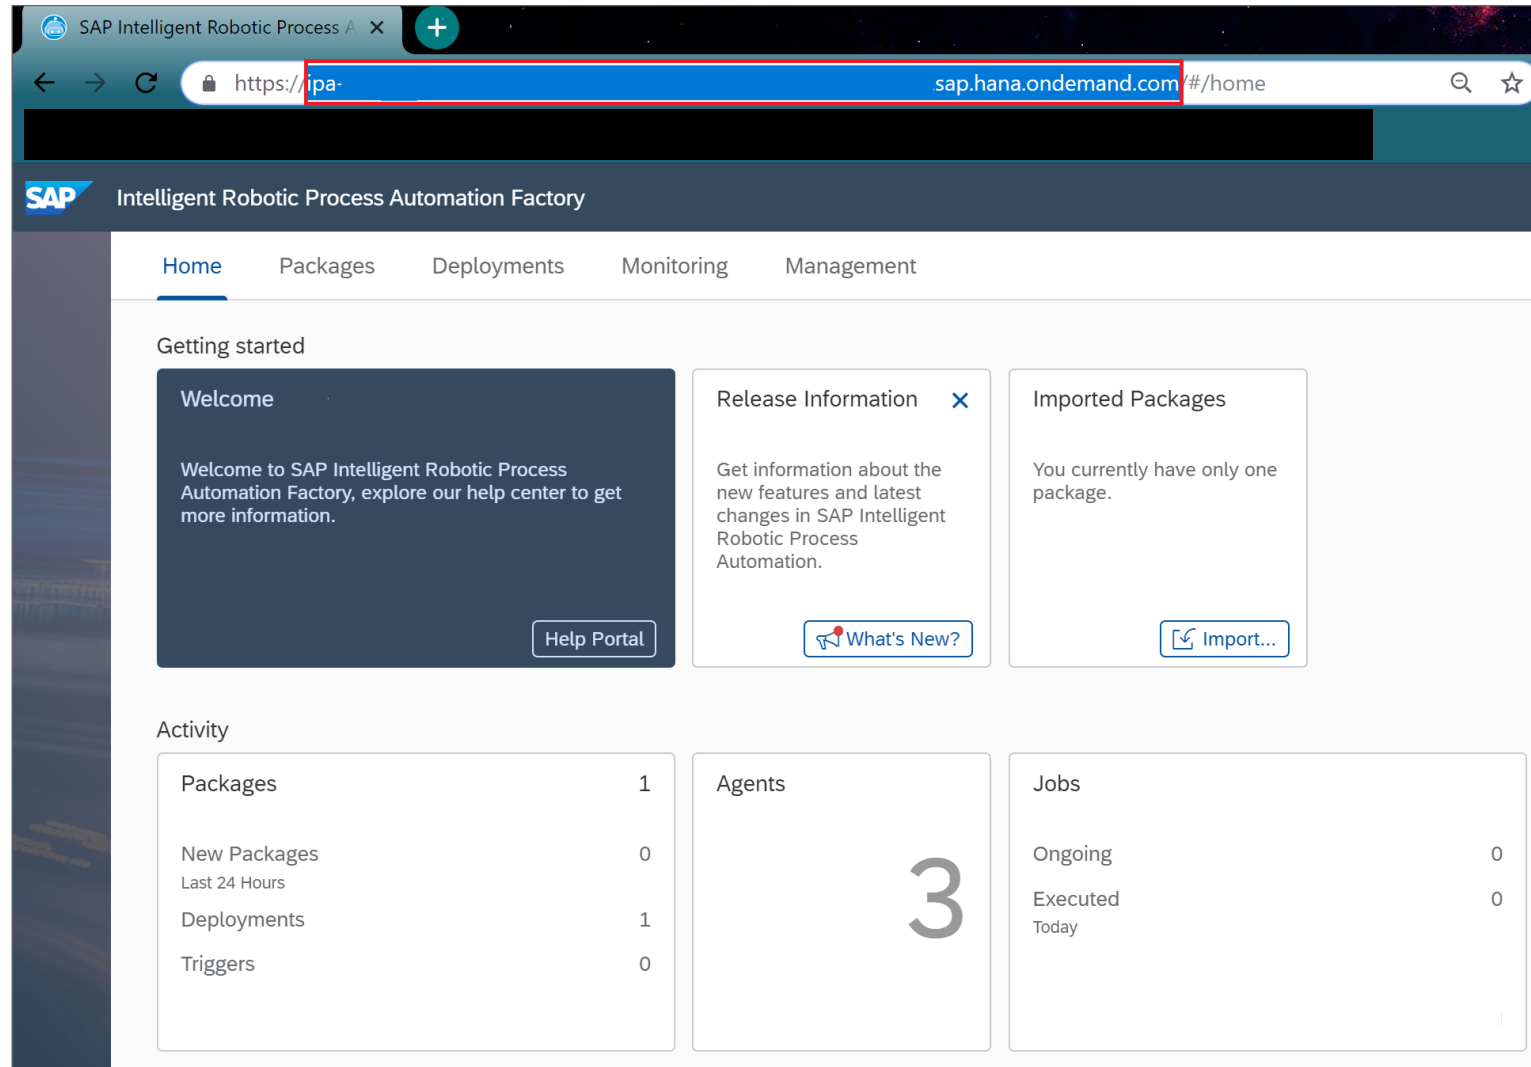 SAP Intelligent Robotic Process A
https://ipa- .sap.hana.ondemand.com/#/home
SAP Intelligent Robotic Process Automation Factory
Home Packages Deployments Monitoring Management
Getting started
Welcome
Welcome to SAP Intelligent Robotic Process
Automation Factory, explore our help center to get
more information.
Help Portal
Release Information
Get information about the
new features and latest
changes in SAP Intelligent
Robotic Process
Automation.
What's New?
Imported Packages
You currently have only one
package.
Import...
Activity
Packages 1
New Packages 0
Last 24 Hours
Deployments 1
Triggers 0
Agents
3
Jobs
Ongoing 0
Executed 0
Today